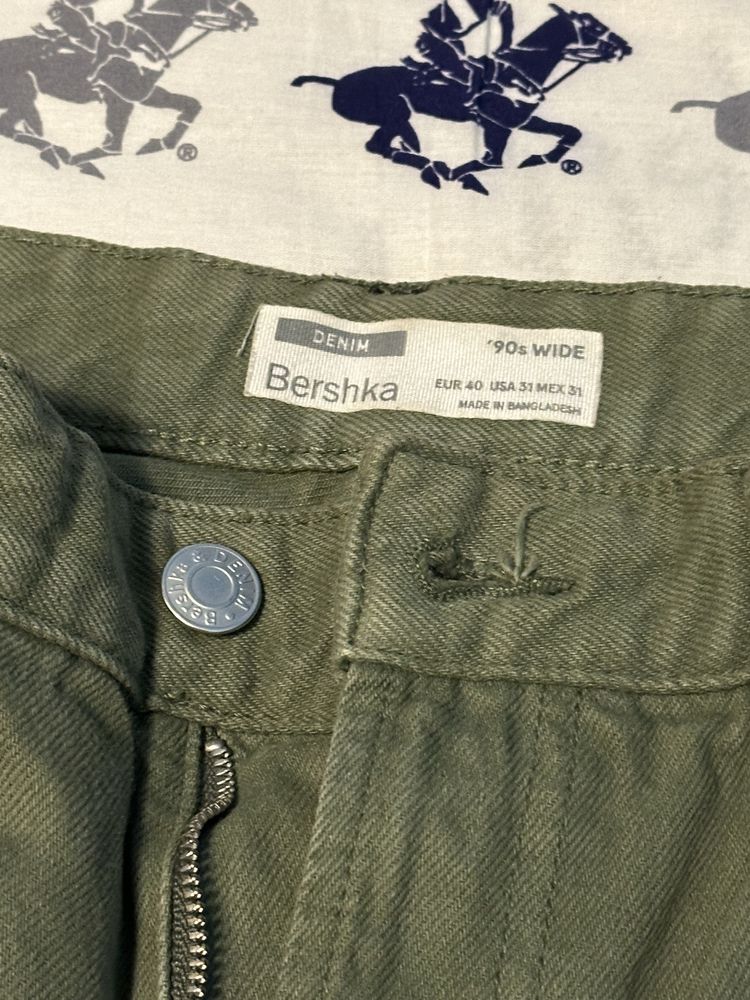 ®
®
DENIM
'90s WIDE
Bershka
EUR 40 USA 31 MEX 31
MADE IN BANGLADESH
Bershka & DENIM •